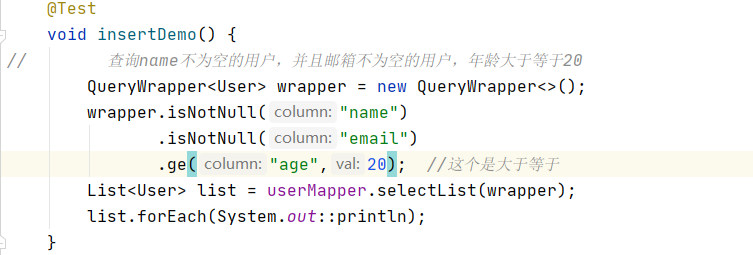 @Test
void insertDemo() {
//        查询name不为空的用户，并且邮箱不为空的用户，年龄大于等于20
QueryWrapper<User> wrapper = new QueryWrapper<>();
wrapper.isNotNull( column: "name")
.isNotNull( column: "email")
.ge( column: "age", val: 20);  //这个是大于等于
List<User> list = userMapper.selectList(wrapper);
list.forEach(System.out::println);
}